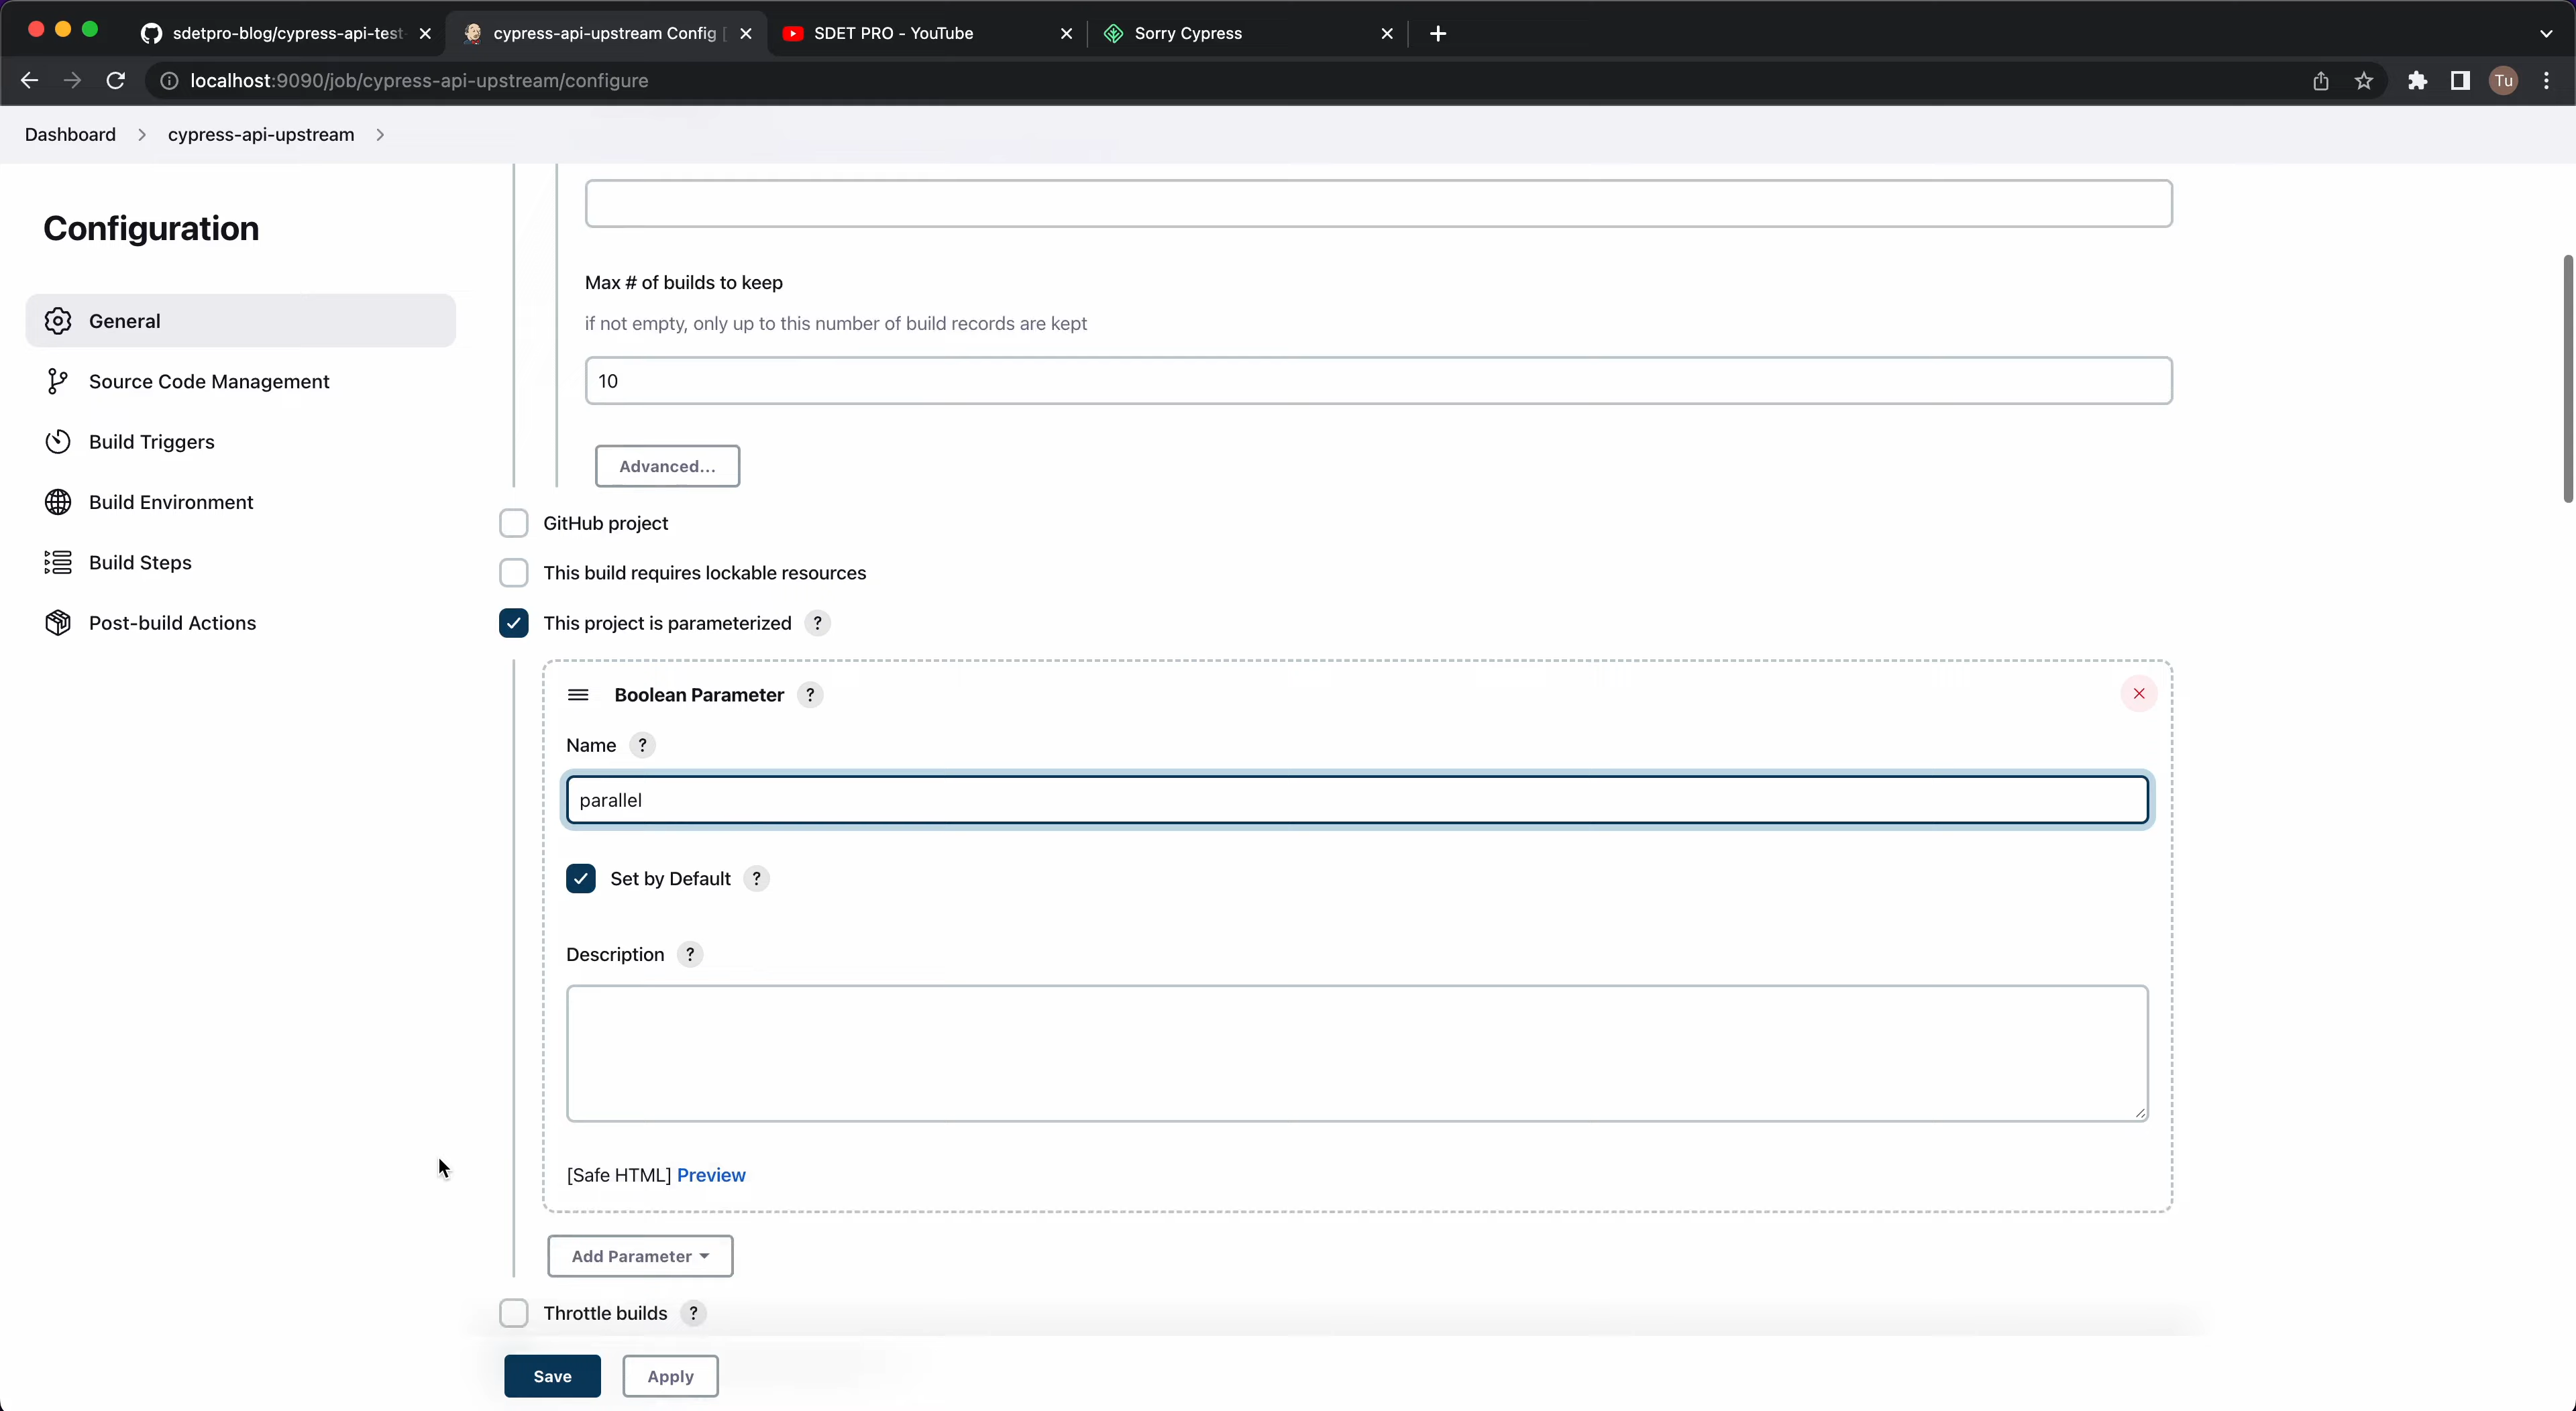 sdetpro-blog/cypress-api-test
cypress-api-upstream Config [
SDET PRO - YouTube
Sorry Cypress
localhost:9090/job/cypress-api-upstream/configure
Tu
Dashboard
cypress-api-upstream
Configuration
General
Source Code Management
Build Triggers
Build Environment
Build Steps
Post-build Actions
Max # of builds to keep
if not empty, only up to this number of build records are kept
10
Advanced...
GitHub project
This build requires lockable resources
This project is parameterized ?
Boolean Parameter ?
Name ?
parallel
Set by Default ?
Description ?
[Safe HTML] Preview
Add Parameter
Throttle builds ?
Save
Apply